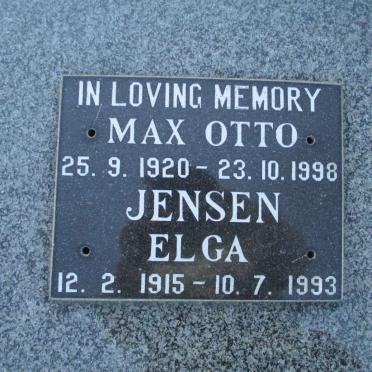 IN LOVING MEMORY
MAX OTTO
25. 9. 1920 - 23. 10. 1998
JENSEN
ELGA
12. 2. 1915 - 10. 7. 1993